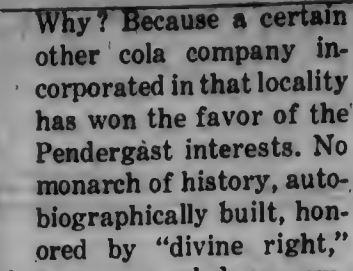 Why? Because a certain
other cola company in-
corporated in that locality
has won the favor of the
Pendergast interests. No
monarch of history, auto-
biographically built, hon-
ored by “divine right,”